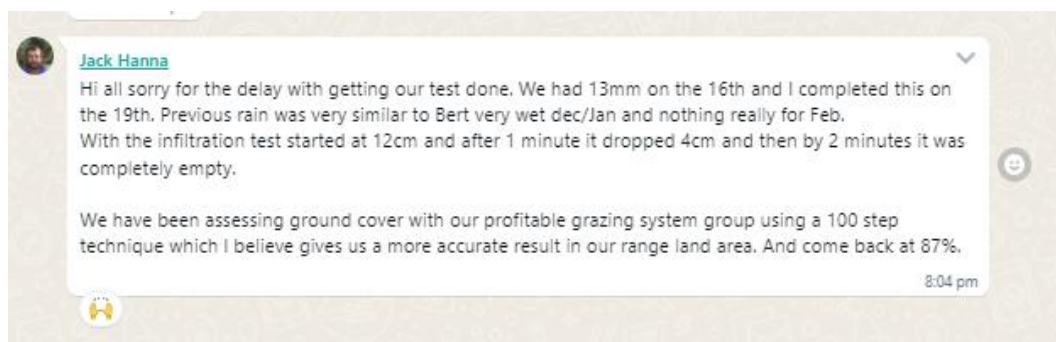 Jack Hanna
Hi all sorry for the delay with getting our test done. We had 13mm on the 16th and I completed this on
the 19th. Previous rain was very similar to Bert very wet dec/Jan and nothing really for Feb.
With the infiltration test started at 12cm and after 1 minute it dropped 4cm and then by 2 minutes it was
completely empty.
We have been assessing ground cover with our profitable grazing system group using a 100 step
technique which I believe gives us a more accurate result in our range land area. And come back at 87%.
8:04 pm